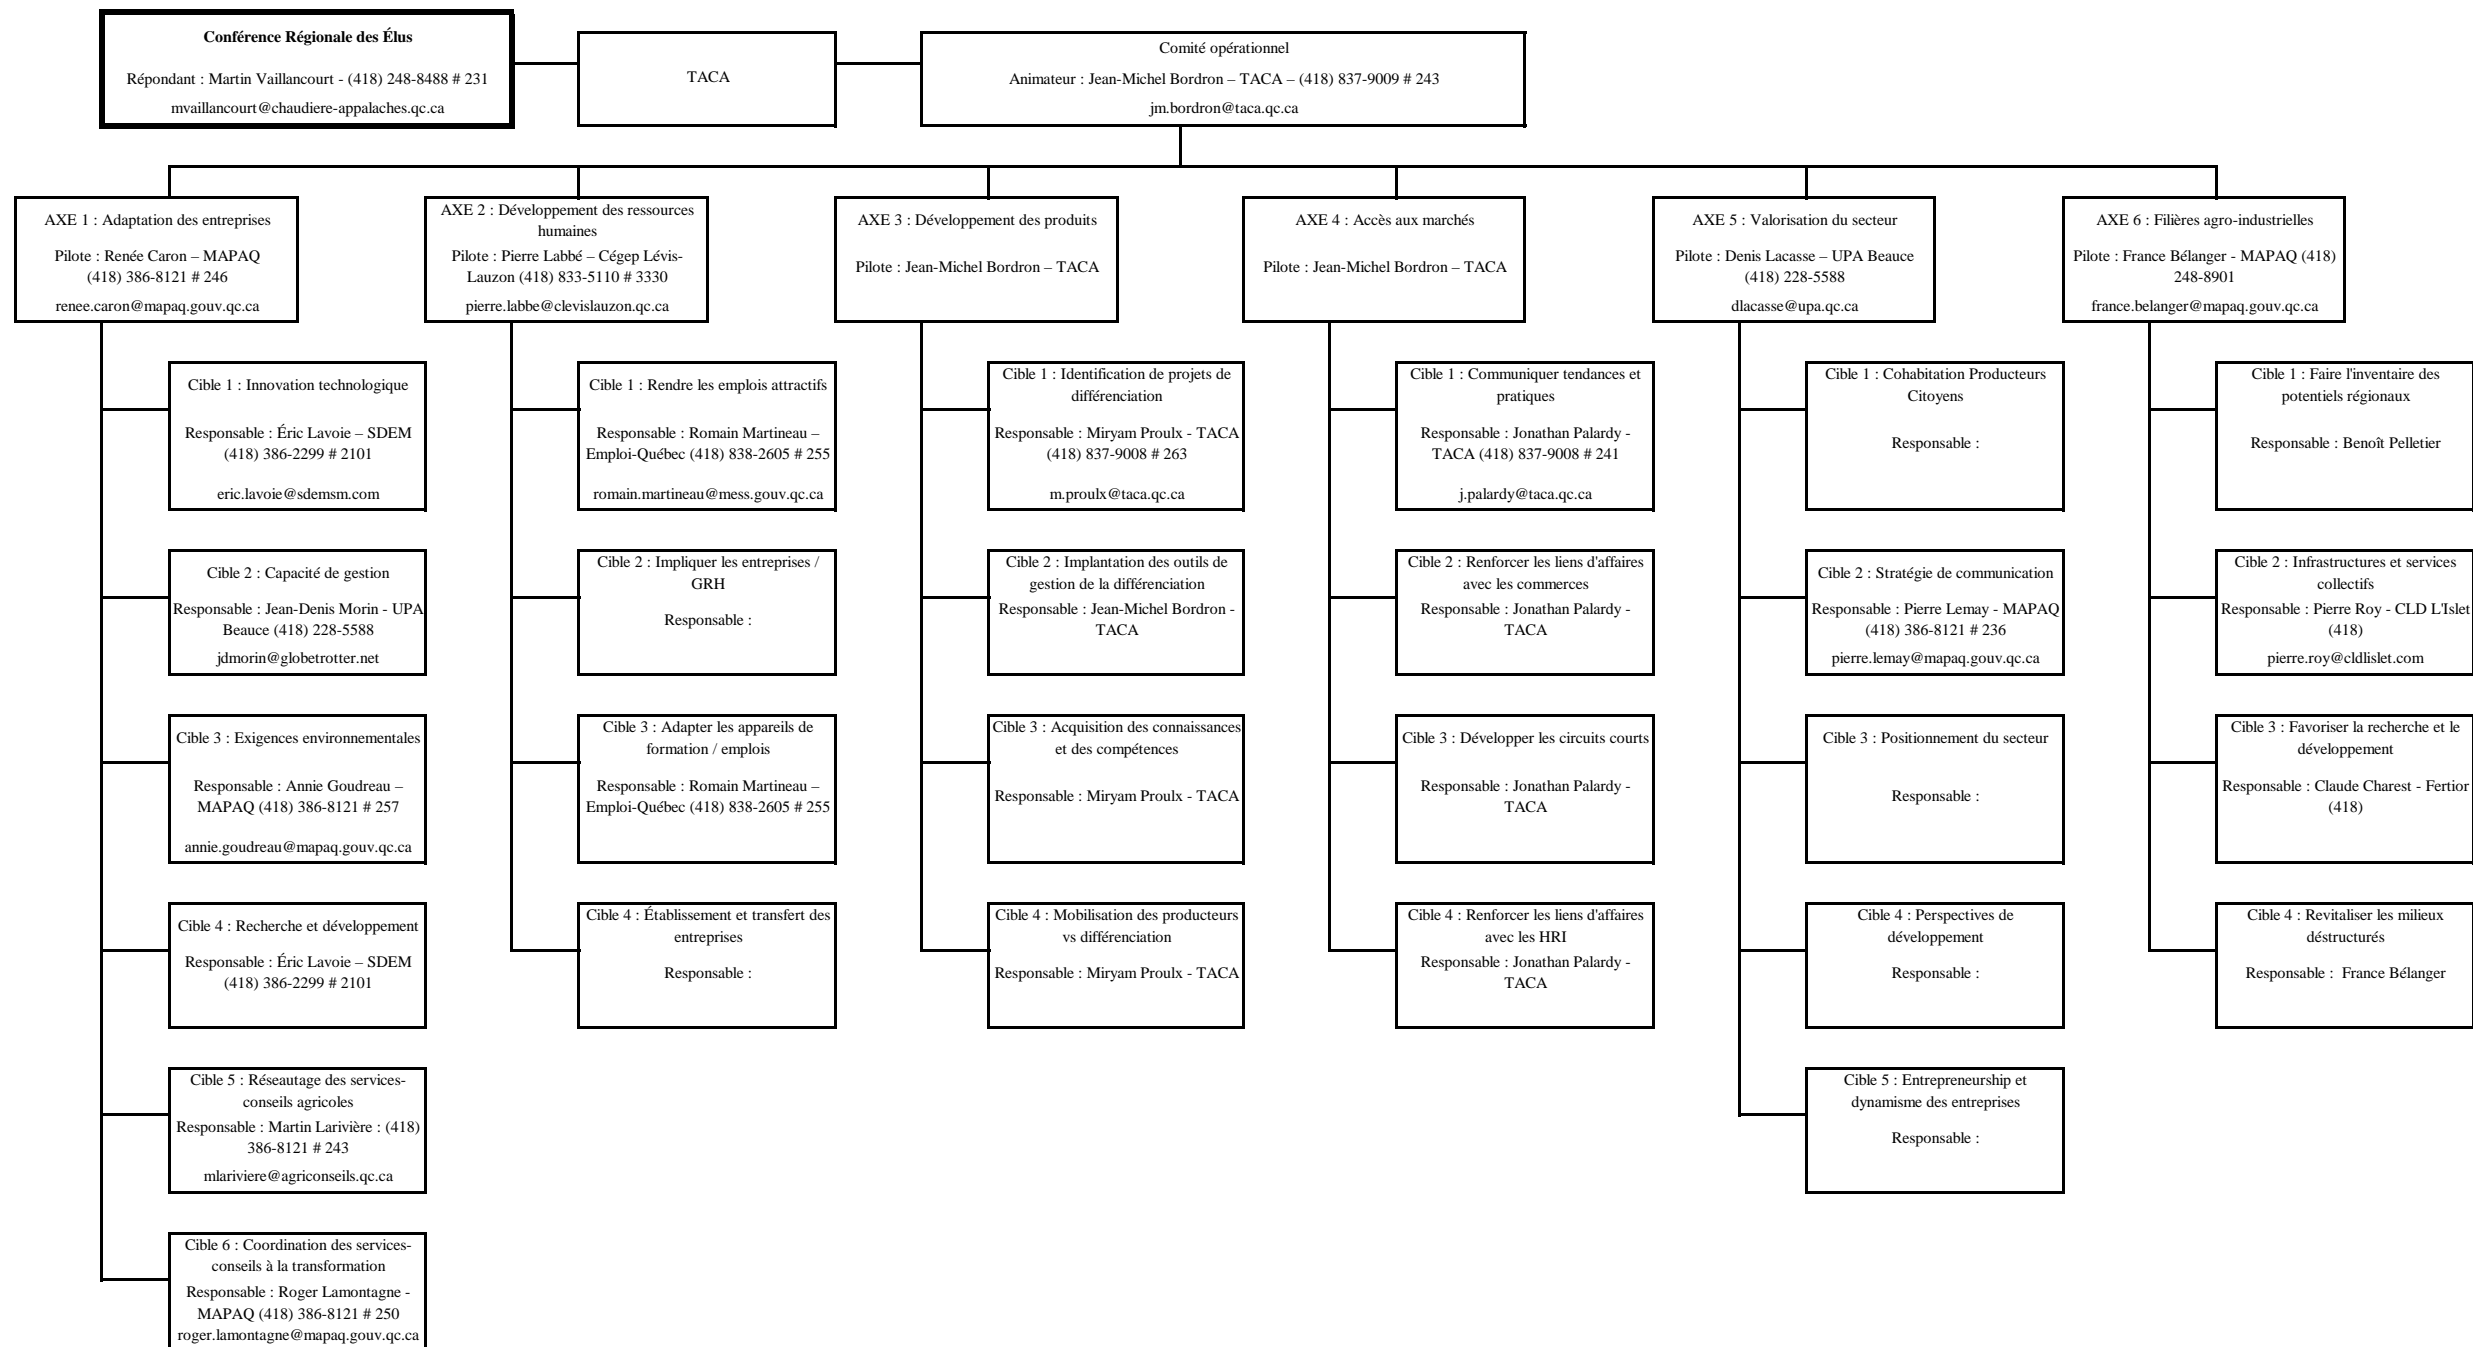 Conférence Régionale des Élus
Répondant : Martin Vaillancourt - (418) 248-8488 # 231
mvaillancourt@chaudiere-appalaches.qc.ca
TACA
Comité opérationnel
Animateur : Jean-Michel Bordron – TACA – (418) 837-9009 # 243
jm.bordron@taca.qc.ca
AXE 1 : Adaptation des entreprises
Pilote : Renée Caron – MAPAQ
(418) 386-8121 # 246
renee.caron@mapaq.gouv.qc.ca
AXE 2 : Développement des ressources
humaines
Pilote : Pierre Labbé – Cégep Lévis-
Lauzon (418) 833-5110 # 3330
pierre.labbe@clevislauzon.qc.ca
AXE 3 : Développement des produits
Pilote : Jean-Michel Bordron – TACA
AXE 4 : Accès aux marchés
Pilote : Jean-Michel Bordron – TACA
AXE 5 : Valorisation du secteur
Pilote : Denis Lacasse – UPA Beauce
(418) 228-5588
dlacasse@upa.qc.ca
AXE 6 : Filières agro-industrielles
Pilote : France Bélanger - MAPAQ (418)
248-8901
france.belanger@mapaq.gouv.qc.ca
Cible 1 : Innovation technologique
Responsable : Éric Lavoie – SDEM
(418) 386-2299 # 2101
eric.lavoie@sdemsm.com
Cible 1 : Rendre les emplois attractifs
Responsable : Romain Martineau –
Emploi-Québec (418) 838-2605 # 255
romain.martineau@mess.gouv.qc.ca
Cible 1 : Identification de projets de
différenciation
Responsable : Miryam Proulx - TACA
(418) 837-9008 # 263
m.proulx@taca.qc.ca
Cible 1 : Communiquer tendances et
pratiques
Responsable : Jonathan Palardy -
TACA (418) 837-9008 # 241
j.palardy@taca.qc.ca
Cible 1 : Cohabitation Producteurs
Citoyens
Responsable :
Cible 1 : Faire l'inventaire des
potentiels régionaux
Responsable : Benoît Pelletier
Cible 2 : Capacité de gestion
Responsable : Jean-Denis Morin - UPA
Beauce (418) 228-5588
jdmorin@globetrotter.net
Cible 2 : Impliquer les entreprises /
GRH
Responsable :
Cible 2 : Implantation des outils de
gestion de la différenciation
Responsable : Jean-Michel Bordron -
TACA
Cible 2 : Renforcer les liens d'affaires
avec les commerces
Responsable : Jonathan Palardy -
TACA
Cible 2 : Stratégie de communication
Responsable : Pierre Lemay - MAPAQ
(418) 386-8121 # 236
pierre.lemay@mapaq.gouv.qc.ca
Cible 2 : Infrastructures et services
collectifs
Responsable : Pierre Roy - CLD L'Islet
(418)
pierre.roy@cldlislet.com
Cible 3 : Exigences environnementales
Responsable : Annie Goudreau –
MAPAQ (418) 386-8121 # 257
annie.goudreau@mapaq.gouv.qc.ca
Cible 3 : Adapter les appareils de
formation / emplois
Responsable : Romain Martineau –
Emploi-Québec (418) 838-2605 # 255
Cible 3 : Acquisition des connaissances
et des compétences
Responsable : Miryam Proulx - TACA
Cible 3 : Développer les circuits courts
Responsable : Jonathan Palardy -
TACA
Cible 3 : Positionnement du secteur
Responsable :
Cible 3 : Favoriser la recherche et le
développement
Responsable : Claude Charest - Fertior
(418)
Cible 4 : Recherche et développement
Responsable : Éric Lavoie – SDEM
(418) 386-2299 # 2101
Cible 4 : Établissement et transfert des
entreprises
Responsable :
Cible 4 : Mobilisation des producteurs
vs différenciation
Responsable : Miryam Proulx - TACA
Cible 4 : Renforcer les liens d'affaires
avec les HRI
Responsable : Jonathan Palardy -
TACA
Cible 4 : Perspectives de
développement
Responsable :
Cible 4 : Revitaliser les milieux
déstructurés
Responsable : France Bélanger
Cible 5 : Réseautage des services-
conseils agricoles
Responsable : Martin Larivière : (418)
386-8121 # 243
mlariviere@agriconseils.qc.ca
Cible 5 : Entrepreneurship et
dynamisme des entreprises
Responsable :
Cible 6 : Coordination des services-
conseils à la transformation
Responsable : Roger Lamontagne -
MAPAQ (418) 386-8121 # 250
roger.lamontagne@mapaq.gouv.qc.ca